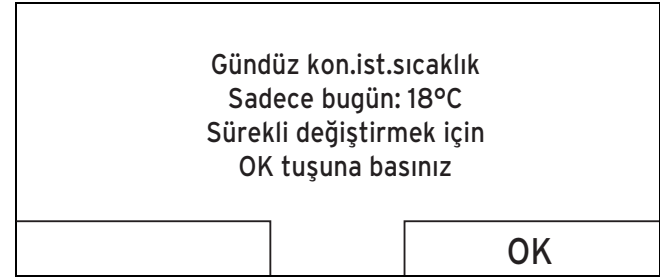 Gündüz kon.ist.sıcaklık
Sadece bugün: 18°C
Sürekli değiştirmek için
OK tuşuna basınız
OK